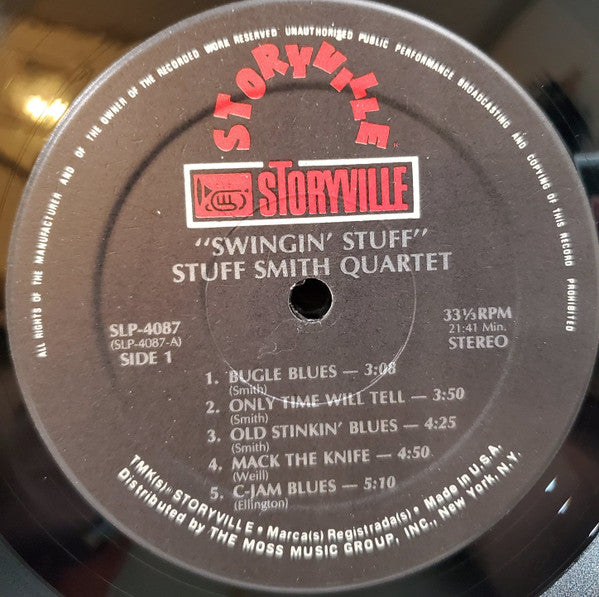 ALL RIGHTS OF THE MANUFACTURER AND OF THE OWNER OF THE RECORDED WORK RESERVED UNAUTHORISED PUBLIC PERFORMANCE BROADCASTING AND COPYING OF THIS RECORD PROHIBITED
STORYVILLE
STORYVILLE
"SWINGIN' STUFF"
STUFF SMITH QUARTET
SLP-4087
(SLP-4087-A)
SIDE 1
33⅓RPM
21:41 Min.
STEREO
1. BUGLE BLUES — 3:08
(Smith)
2. ONLY TIME WILL TELL — 3:50
(Smith)
3. OLD STINKIN' BLUES — 4:25
(Smith)
4. MACK THE KNIFE — 4:50
(Weill)
5. C-JAM BLUES — 5:10
(Ellington)
TMK(s)® STORYVILLE • Marca(s) Registrada(s) • Made in U.S.A.
Distributed by THE MOSS MUSIC GROUP, INC., New York, N.Y.